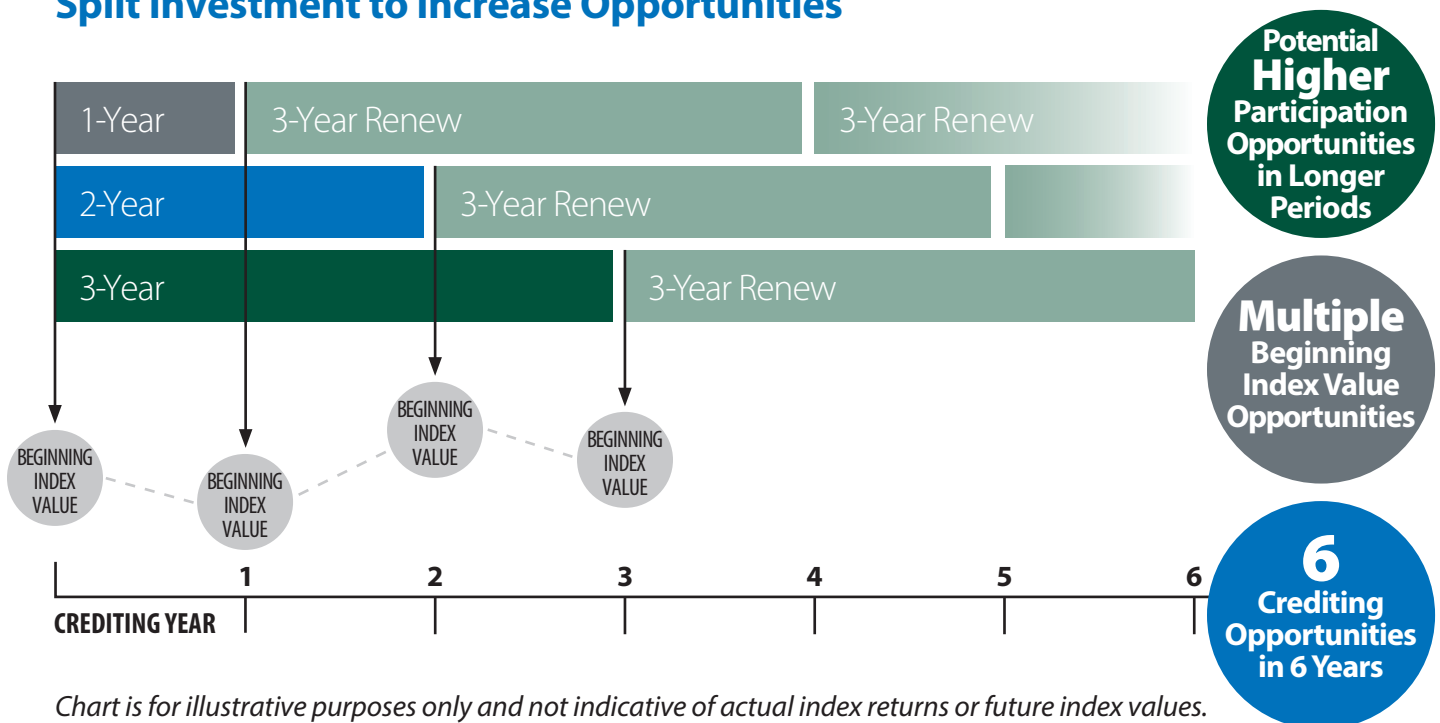 Split Investment to Increase Opportunities
1-Year
3-Year Renew
3-Year Renew
2-Year
3-Year Renew
3-Year
3-Year Renew
BEGINNING
INDEX
VALUE
BEGINNING
INDEX
VALUE
BEGINNING
INDEX
VALUE
BEGINNING
INDEX
VALUE
1 2 3 4 5 6
CREDITING YEAR
Potential
Higher
Participation
Opportunities
in Longer
Periods
Multiple
Beginning
Index Value
Opportunities
6
Crediting
Opportunities
in 6 Years
Chart is for illustrative purposes only and not indicative of actual index returns or future index values.